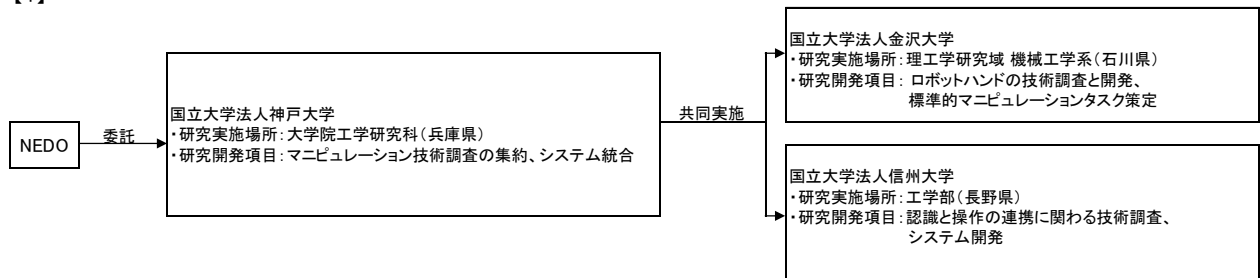 NEDO
委託
国立大学法人神戸大学
・研究実施場所:大学院工学研究科(兵庫県)
・研究開発項目:マニピュレーション技術調査の集約、システム統合
共同実施
国立大学法人金沢大学
・研究実施場所:理工学研究域 機械工学系(石川県)
・研究開発項目: ロボットハンドの技術調査と開発、
標準的マニピュレーションタスク策定
国立大学法人信州大学
・研究実施場所:工学部(長野県)
・研究開発項目:認識と操作の連携に関わる技術調査、
システム開発